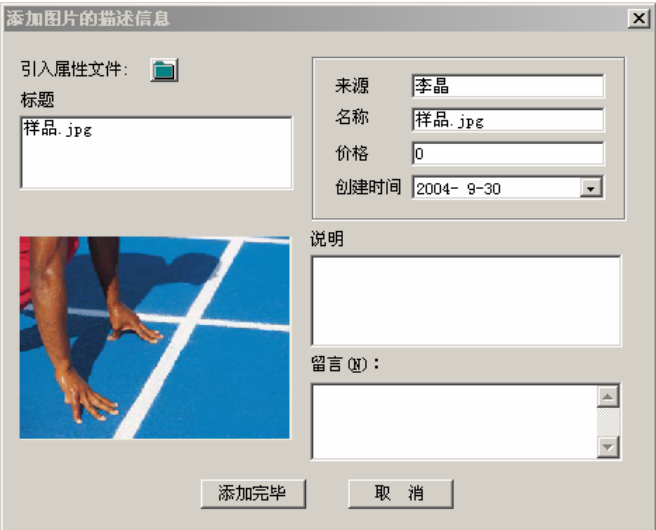 添加图片的描述信息
引入属性文件:
标题
样品.jpg
来源 李晶
名称 样品.jpg
价格 0
创建时间 2004- 9-30
说明
留言(N)：
添加完毕 取 消